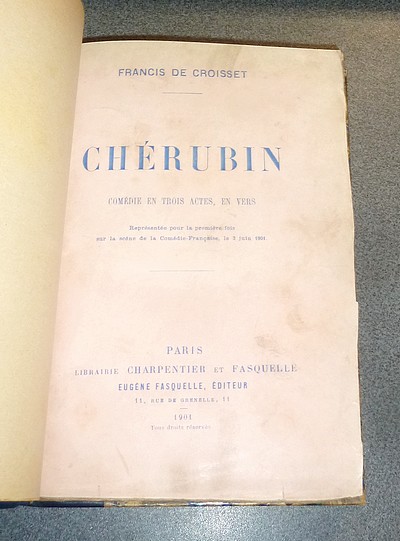 FRANCIS DE CROISSET
CHÉRUBIN
COMÉDIE EN TROIS ACTES, EN VERS
Représentée pour la première fois
sur la scène de la Comédie-Française, le 2 juin 1901.
PARIS
LIBRAIRIE CHARPENTIER ET FASQUELLE
EUGÈNE FASQUELLE, ÉDITEUR
11, RUE DE GRENELLE, 11
1901
Tous droits réservés